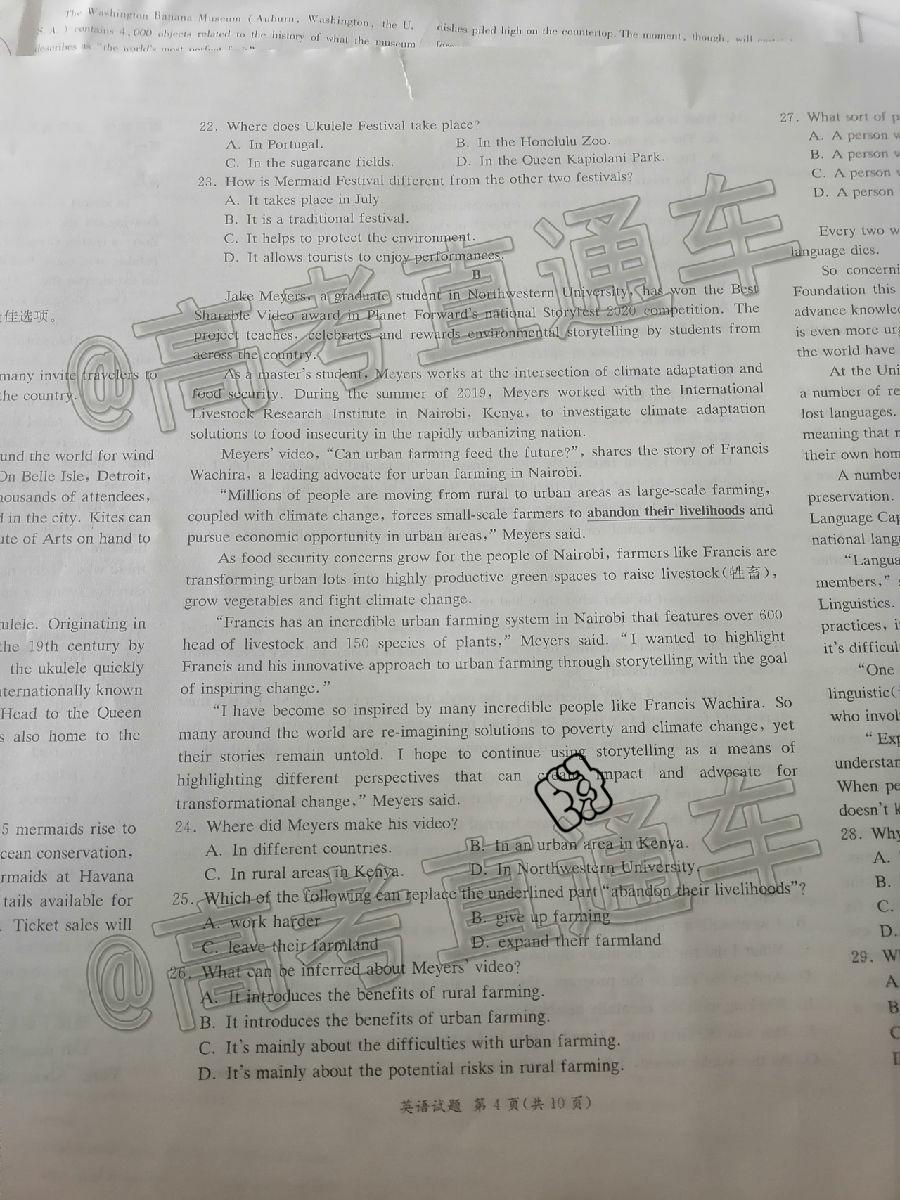 The Washington Banana Museum (Auburn, Washington, the U.
S. A.) contains 4,000 objects related to the history of what the museum
dishes piled high on the countertop. The moment, though, will
佳选项。
many invite travelers to
the country.
und the world for wind
On Belle Isle, Detroit,
housands of attendees,
d in the city. Kites can
ute of Arts on hand to
ulele. Originating in
the 19th century by
the ukulele quickly
nternationally known
Head to the Queen
s also home to the
5 mermaids rise to
cean conservation,
rmaids at Havana
tails available for
. Ticket sales will
22. Where does Ukulele Festival take place?
A. In Portugal. B. In the Honolulu Zoo.
C. In the sugarcane fields. D. In the Queen Kapiolani Park.
23. How is Mermaid Festival different from the other two festivals?
A. It takes place in July
B. It is a traditional festival.
C. It helps to protect the environment.
D. It allows tourists to enjoy performances.
B
Jake Meyers, a graduate student in Northwestern University, has won the Best
Sharable Video award in Planet Forward's national Storyfest 2020 competition. The
project teaches, celebrates and rewards environmental storytelling by students from
across the country.
As a master's student, Meyers works at the intersection of climate adaptation and
food security. During the summer of 2019, Meyers worked with the International
Livestock Research Institute in Nairobi, Kenya, to investigate climate adaptation
solutions to food insecurity in the rapidly urbanizing nation.
Meyers' video, "Can urban farming feed the future?", shares the story of Francis
Wachira, a leading advocate for urban farming in Nairobi.
"Millions of people are moving from rural to urban areas as large-scale farming,
coupled with climate change, forces small-scale farmers to abandon their livelihoods and
pursue economic opportunity in urban areas," Meyers said.
As food security concerns grow for the people of Nairobi, farmers like Francis are
transforming urban lots into highly productive green spaces to raise livestock(牲畜),
grow vegetables and fight climate change.
"Francis has an incredible urban farming system in Nairobi that features over 600
head of livestock and 150 species of plants," Meyers said. "I wanted to highlight
Francis and his innovative approach to urban farming through storytelling with the goal
of inspiring change."
"I have become so inspired by many incredible people like Francis Wachira. So
many around the world are re-imagining solutions to poverty and climate change, yet
their stories remain untold. I hope to continue using storytelling as a means of
highlighting different perspectives that can create impact and advocate for
transformational change," Meyers said.
24. Where did Meyers make his video?
A. In different countries. B. In an urban area in Kenya.
C. In rural areas in Kenya. D. In Northwestern University.
25. Which of the following can replace the underlined part "abandon their livelihoods"?
A. work harder B. give up farming
C. leave their farmland D. expand their farmland
26. What can be inferred about Meyers' video?
A. It introduces the benefits of rural farming.
B. It introduces the benefits of urban farming.
C. It's mainly about the difficulties with urban farming.
D. It's mainly about the potential risks in rural farming.
英语试题 第4页(共10页)
27. What sort of p
A. A person w
B. A person w
C. A person w
D. A person
Every two w
language dies.
So concerni
Foundation this
advance knowled
is even more urg
the world have
At the Uni
a number of re
lost languages.
meaning that m
their own hom
A number
preservation.
Language Cap
national lang
"Langua
members," s
Linguistics.
practices, i
it's difficul
"One
linguistic(
who invol
"Exp
understan
When pe
doesn't k
28. Why
A.
B.
C.
D.
29. W
A
B
C
D
@高考直通车
@高考直通车